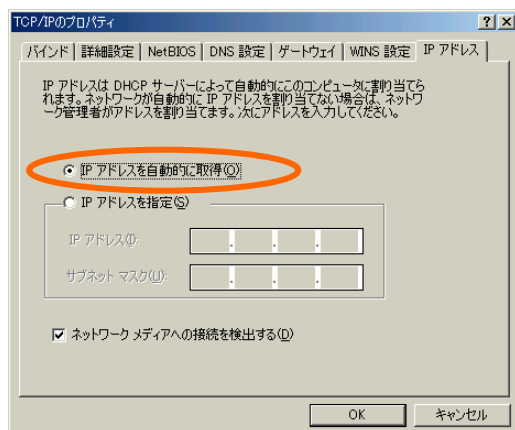 TCP/IPのプロパティ
バインド 詳細設定 NetBIOS DNS 設定 ゲートウェイ WINS 設定 IP アドレス
IP アドレスは DHCP サーバーによって自動的にこのコンピュータに割り当てら
れます。ネットワークが自動的に IP アドレスを割り当てない場合は、ネットワ
ーク管理者がアドレスを割り当てます。次にアドレスを入力してください。
IP アドレスを自動的に取得(O)
IP アドレスを指定(S)
IP アドレス(I):
サブネット マスク(U):
ネットワーク メディアへの接続を検出する(D)
OK キャンセル